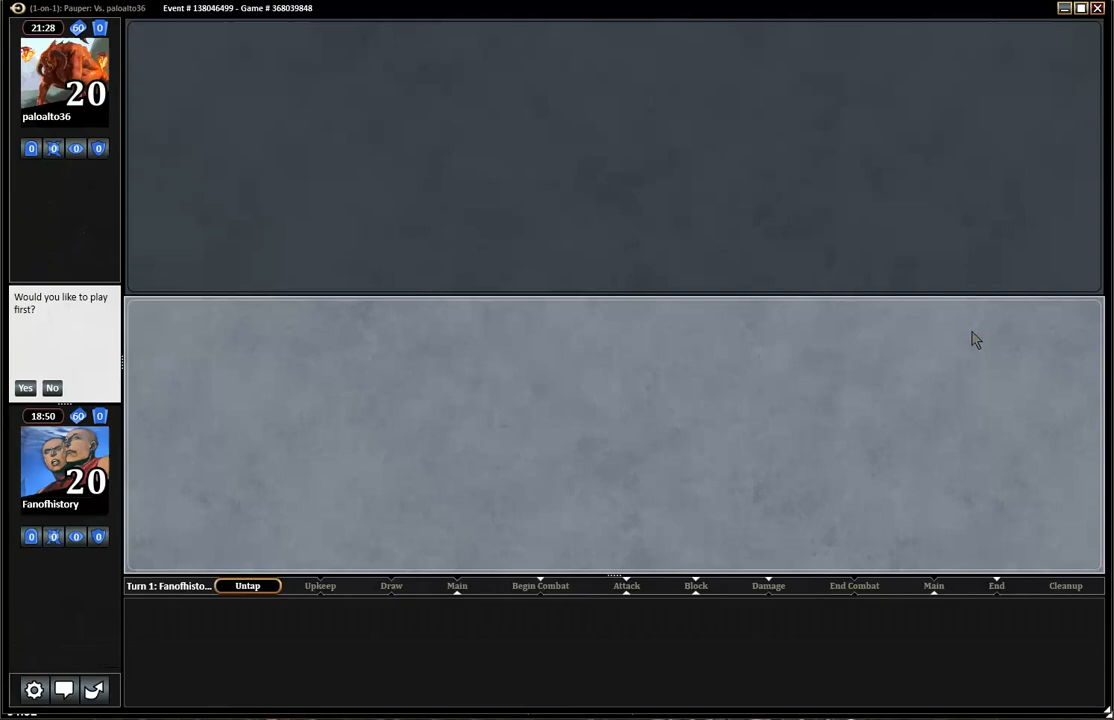 (1-on-1): Pauper: Vs. paloalto36
Event # 138046499 - Game # 368039848
21:28
60
0
20
paloalto36
0 0 0 0
Would you like to play
first?
Yes No
18:50
60
0
20
Fanofhistory
0 0 0 0
Turn 1: Fanofhisto... Untap Upkeep Draw Main Begin Combat Attack Block Damage End Combat Main End Cleanup